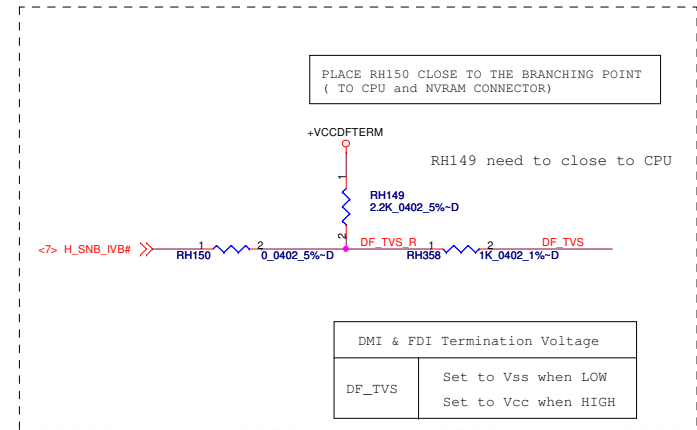 PLACE RH150 CLOSE TO THE BRANCHING POINT
( TO CPU and NVRAM CONNECTOR)
+VCCDFTERM
RH149 need to close to CPU
1
RH149
2.2K_0402_5%~D
2
<7> H_SNB_IVB# 1 2 DF_TVS_R 1 2 DF_TVS
RH150 0_0402_5%~D RH358 1K_0402_1%~D
DMI & FDI Termination Voltage
DF_TVS
Set to Vss when LOW
Set to Vcc when HIGH